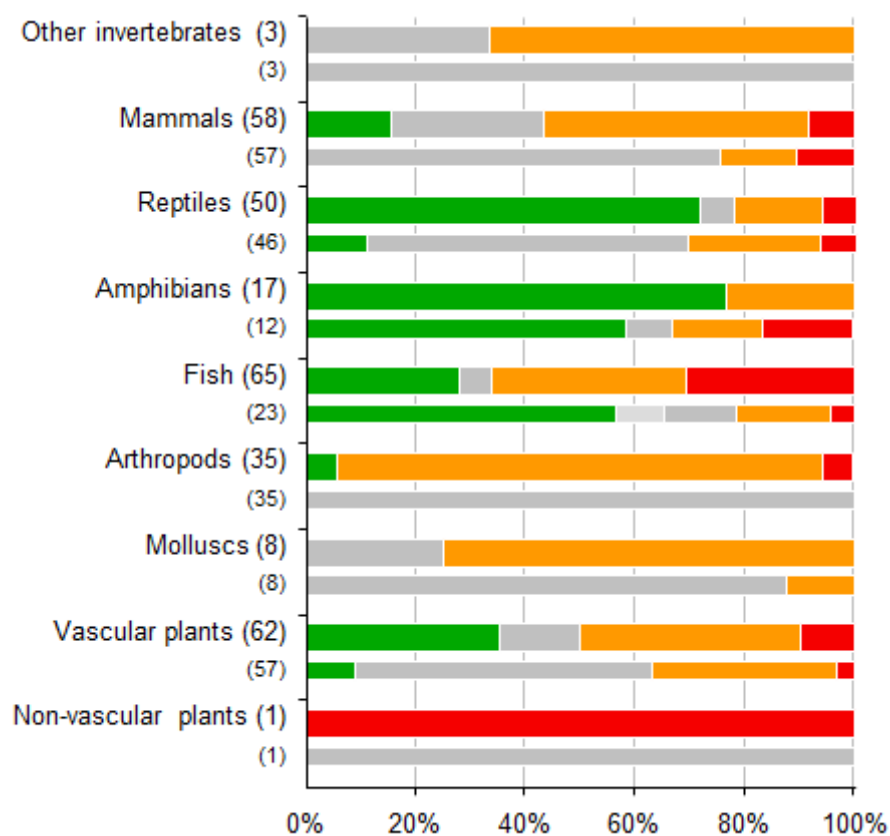 Other invertebrates (3)
(3)
Mammals (58)
(57)
Reptiles (50)
(46)
Amphibians (17)
(12)
Fish (65)
(23)
Arthropods (35)
(35)
Molluscs (8)
(8)
Vascular plants (62)
(57)
Non-vascular plants (1)
(1)
0% 20% 40% 60% 80% 100%